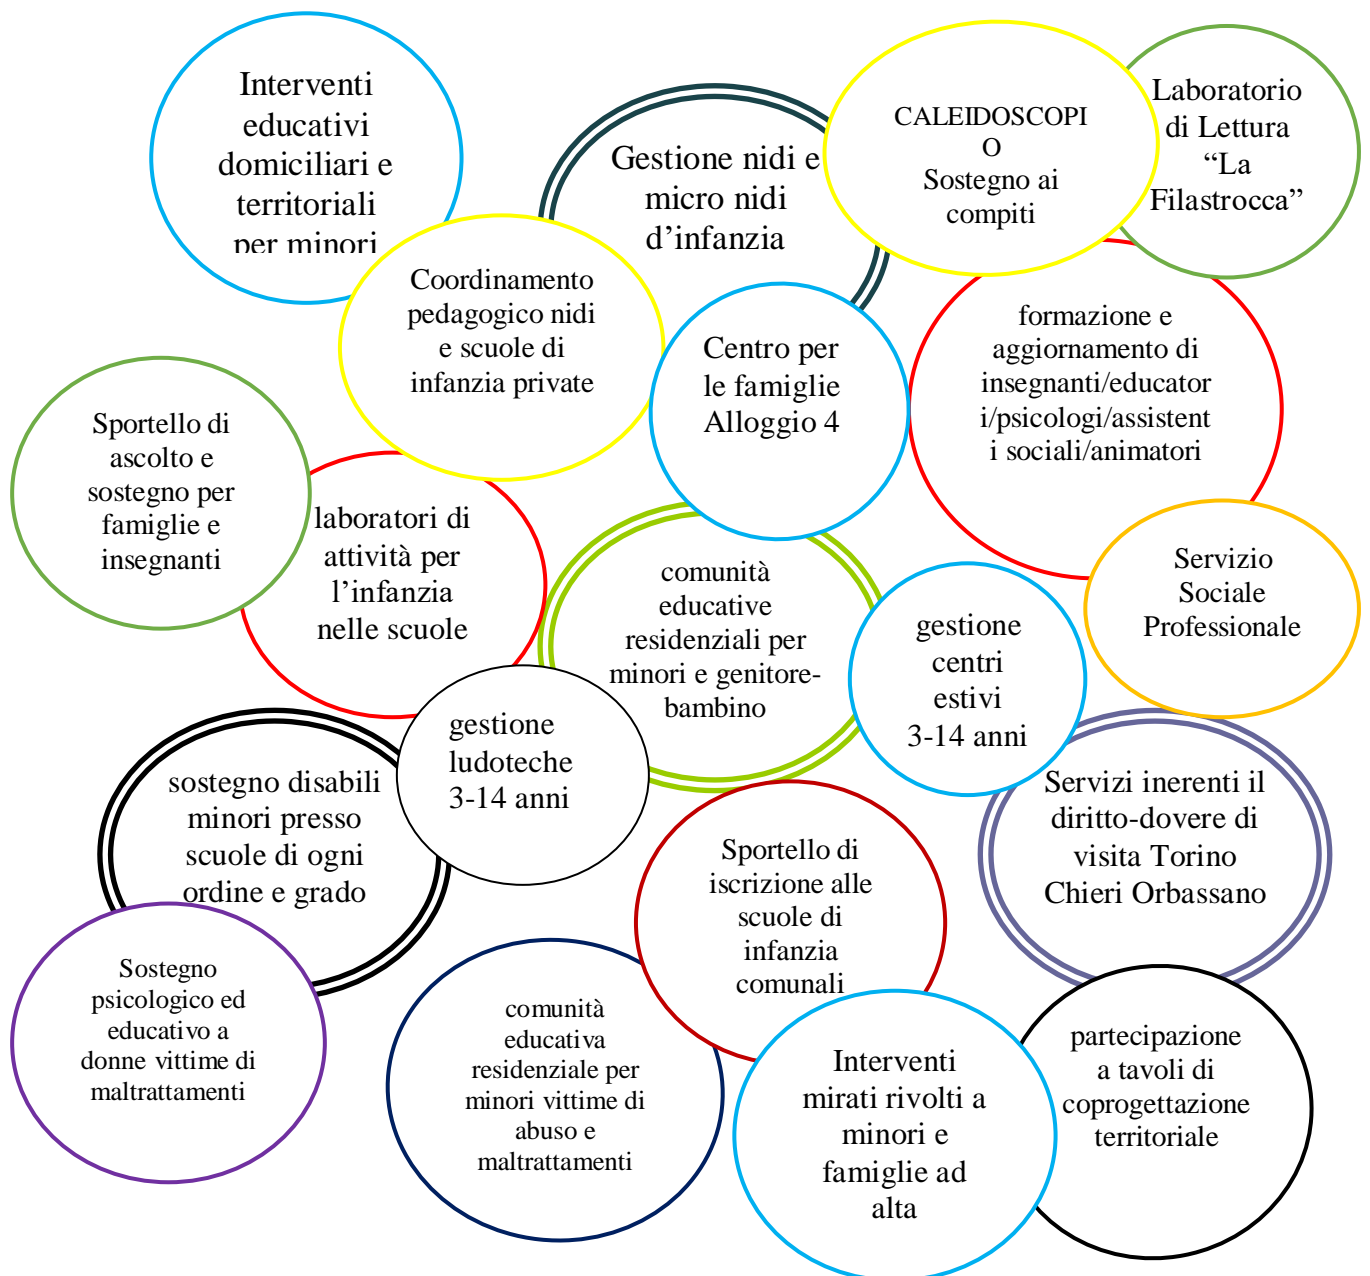 Interventi
educativi
domiciliari e
territoriali
per minori
Gestione nidi e
micro nidi
d’infanzia
CALEIDOSCOPI
O
Sostegno ai
compiti
Laboratorio
di Lettura
“La
Filastrocca”
Coordinamento
pedagogico nidi
e scuole di
infanzia private
Centro per
le famiglie
Alloggio 4
formazione e
aggiornamento di
insegnanti/educator
i/psicologi/assistent
i sociali/animatori
Sportello di
ascolto e
sostegno per
famiglie e
insegnanti
laboratori di
attività per
l’infanzia
nelle scuole
comunità
educative
residenziali per
minori e genitore-
bambino
gestione
centri
estivi
3-14 anni
Servizio
Sociale
Professionale
sostegno disabili
minori presso
scuole di ogni
ordine e grado
gestione
ludoteche
3-14 anni
Sportello di
iscrizione alle
scuole di
infanzia
comunali
Servizi inerenti il
diritto-dovere di
visita Torino
Chieri Orbassano
Sostegno
psicologico ed
educativo a
donne vittime di
maltrattamenti
comunità
educativa
residenziale per
minori vittime di
abuso e
maltrattamenti
Interventi
mirati rivolti a
minori e
famiglie ad
alta
partecipazione
a tavoli di
coprogettazione
territoriale